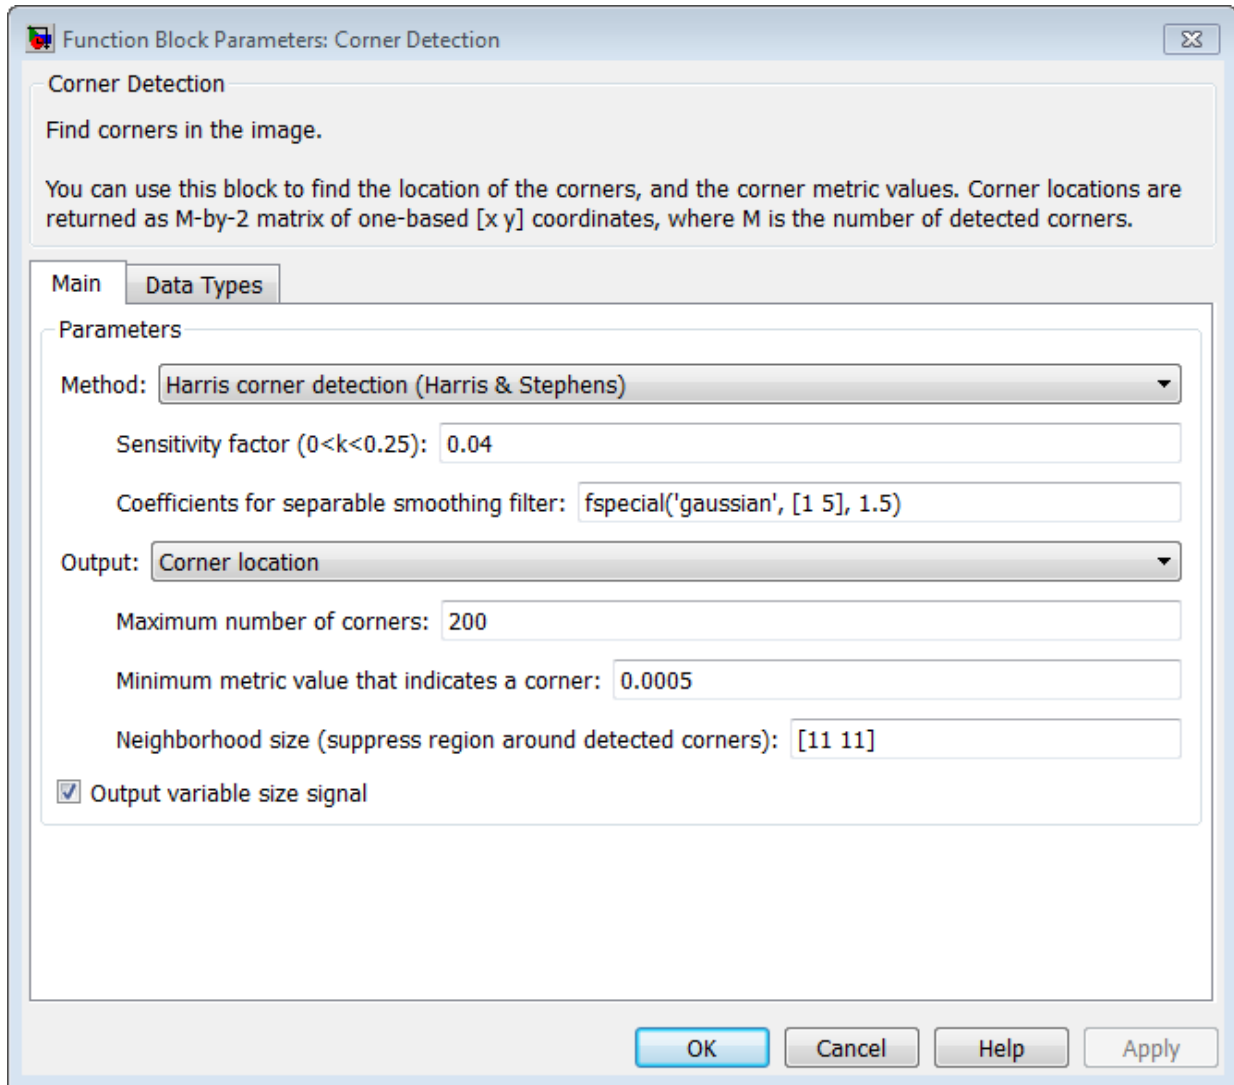 Function Block Parameters: Corner Detection
Corner Detection
Find corners in the image.
You can use this block to find the location of the corners, and the corner metric values. Corner locations are
returned as M-by-2 matrix of one-based [x y] coordinates, where M is the number of detected corners.
Main Data Types
Parameters
Method: Harris corner detection (Harris & Stephens)
Sensitivity factor (0<k<0.25): 0.04
Coefficients for separable smoothing filter: fspecial('gaussian', [1 5], 1.5)
Output: Corner location
Maximum number of corners: 200
Minimum metric value that indicates a corner: 0.0005
Neighborhood size (suppress region around detected corners): [11 11]
Output variable size signal
OK Cancel Help Apply